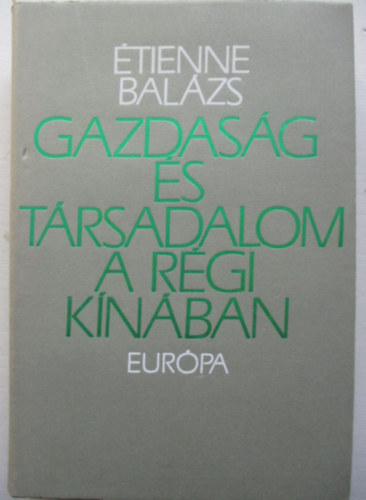 ÉTIENNE
BALÁZS
GAZDASÁG
ÉS
TÁRSADALOM
A RÉGI
KÍNÁBAN
EURÓPA